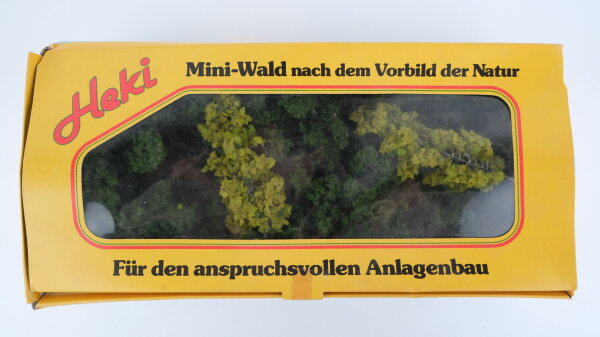 Heki
Mini-Wald nach dem Vorbild der Natur
Für den anspruchsvollen Anlagenbau